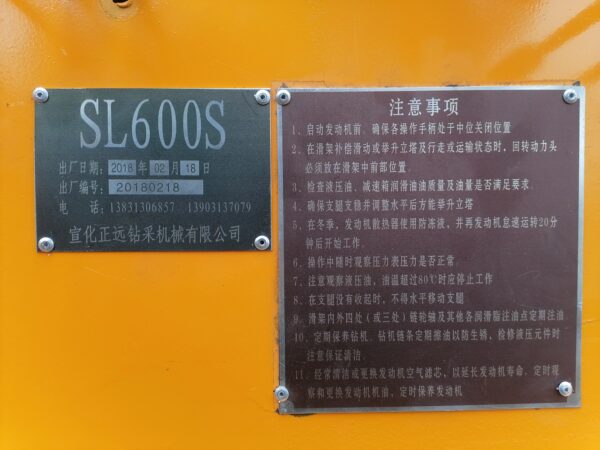 SL600S
出厂日期: 2018 年 02 月 18 日
出厂编号: 20180218
电 话: 13831306857 13903137079
宣化正远钻采机械有限公司
注意事项
1、启动发动机前，确保各操作手柄处于中位关闭位置
2、在滑架补偿滑动或举升立塔及行走或运输状态时，回转动力头
必须放在滑架中前部位置.
3、检查液压油、减速箱润滑油油质量及油量是否满足要求.
4、确保支腿支稳并调整水平后方能举升立塔
5、在冬季，发动机散热器使用防冻液，并再发动机怠速运转20分
钟后开始工作.
6、操作中随时观察压力表压力是否正常.
7、注意观察液压油，油温超过80℃时应停止工作
8、在支腿没有收起时，不得水平移动支腿
9、滑架内外四处（或三处）链轮轴及其他各润滑脂注油点定期注油
10、定期保养钻机. 钻机链条定期擦油以防生锈，检修液压元件时
注意保证清洁.
11、经常清洁或更换发动机空气滤芯，以延长发动机寿命，定时观
察和更换发动机机油，定时保养发动机